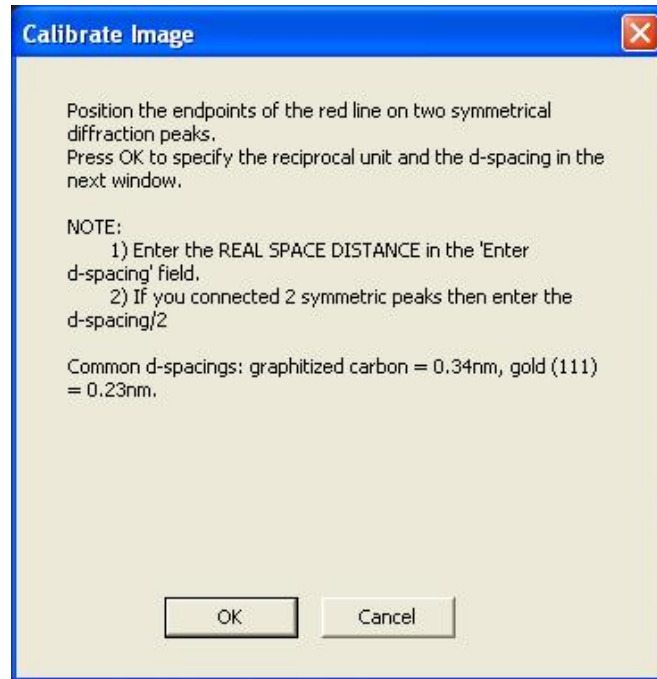 Calibrate Image
Position the endpoints of the red line on two symmetrical
diffraction peaks.
Press OK to specify the reciprocal unit and the d-spacing in the
next window.
NOTE:
1) Enter the REAL SPACE DISTANCE in the 'Enter
d-spacing' field.
2) If you connected 2 symmetric peaks then enter the
d-spacing/2
Common d-spacings: graphitized carbon = 0.34nm, gold (111)
= 0.23nm.
OK
Cancel